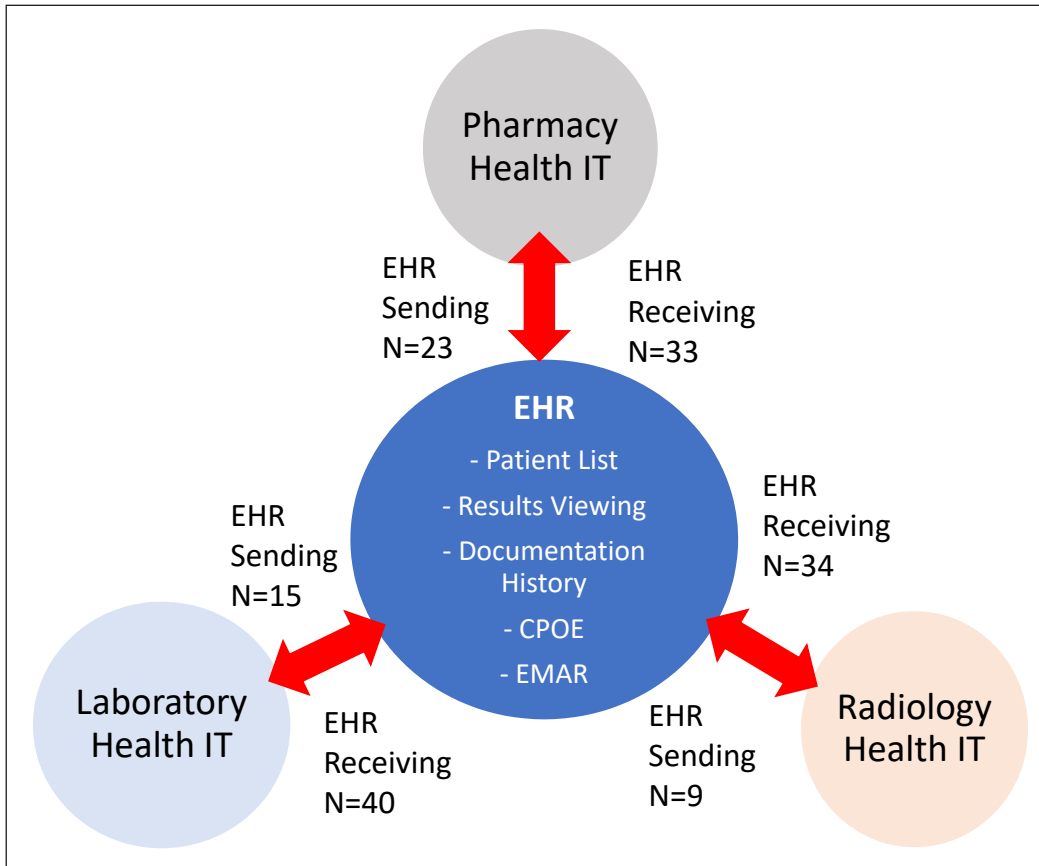 Pharmacy
Health IT
EHR
Sending
N=23
EHR
Receiving
N=33
EHR
- Patient List
- Results Viewing
- Documentation
History
- CPOE
- EMAR
EHR
Sending
N=15
EHR
Receiving
N=34
Laboratory
Health IT
EHR
Receiving
N=40
EHR
Sending
N=9
Radiology
Health IT